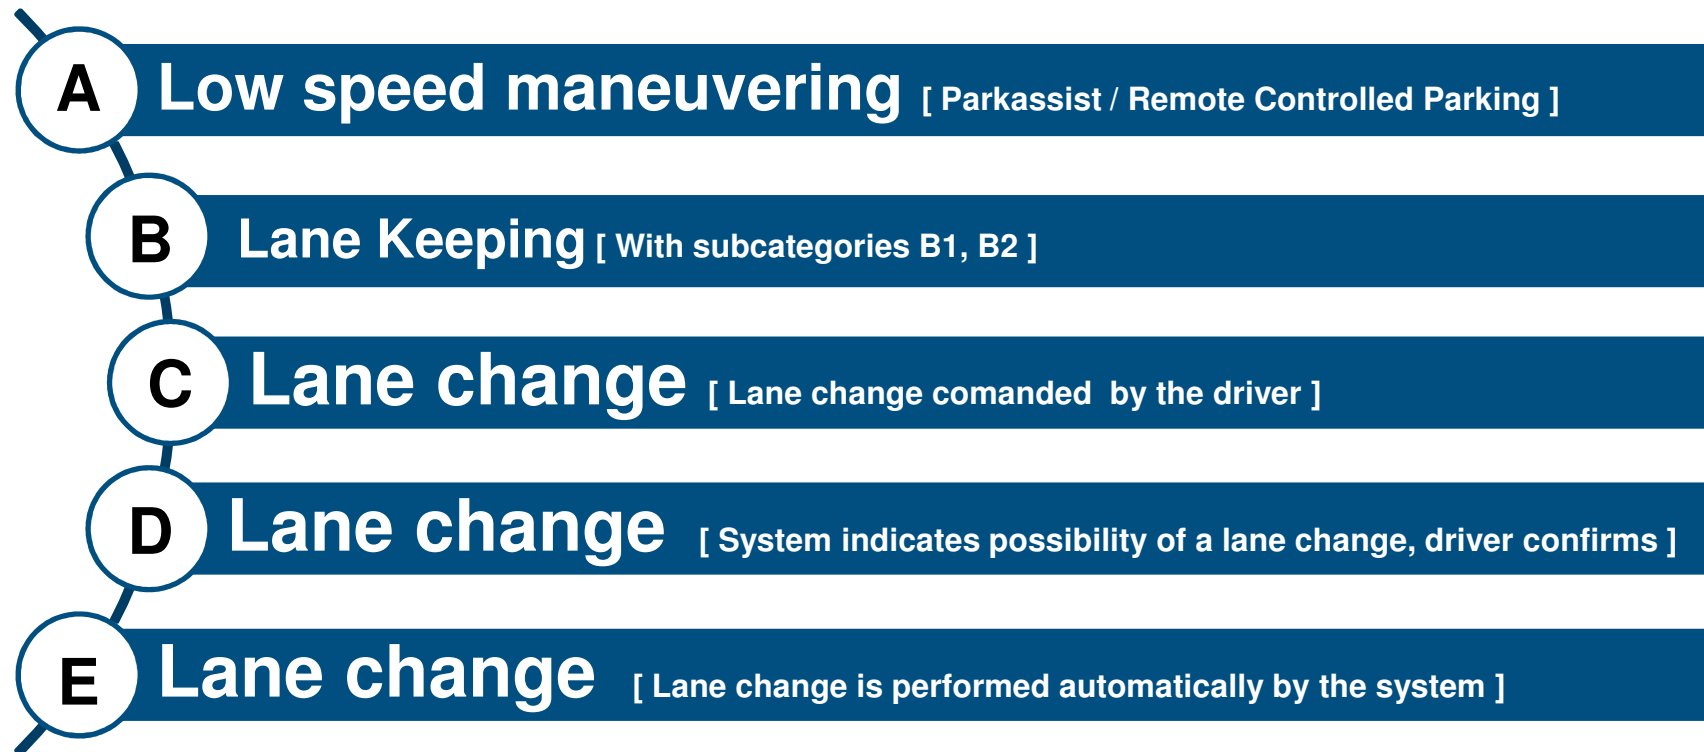 A Low speed maneuvering [ Parkassist / Remote Controlled Parking ]
B Lane Keeping [ With subcategories B1, B2 ]
C Lane change [ Lane change comanded  by the driver ]
D Lane change [ System indicates possibility of a lane change, driver confirms ]
E Lane change [ Lane change is performed automatically by the system ]